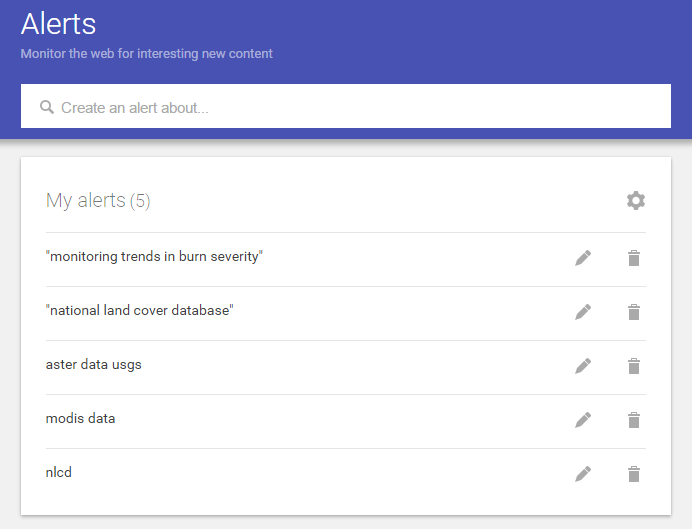 Alerts
Monitor the web for interesting new content
Create an alert about...
My alerts (5)
"monitoring trends in burn severity"
"national land cover database"
aster data usgs
modis data
nlcd